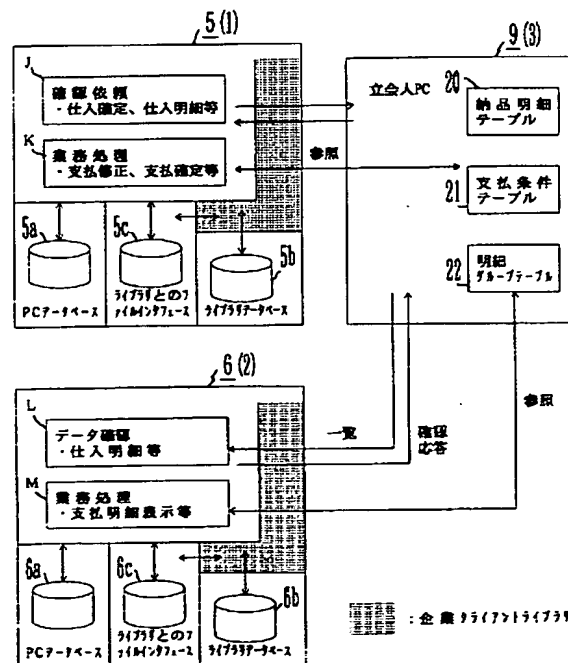 5(1)
J
確認依頼
・仕入確定、仕入明細等
K
業務処理
・支払修正、支払確定等
5a
5c
5b
PCデータベース
ライブラリとのファイルインタフェース
ライブラリデータベース
参照
9(3)
立会人PC
20
納品明細
テーブル
21
支払条件
テーブル
22
明細
グループテーブル
6(2)
L
データ確認
・仕入明細等
M
業務処理
・支払明細表示等
一覧
確認
応答
参照
6a
6c
6b
PCデータベース
ライブラリとの
ファイルインタフェース
ライブラリデータベース
:企業クライアントライブラリ